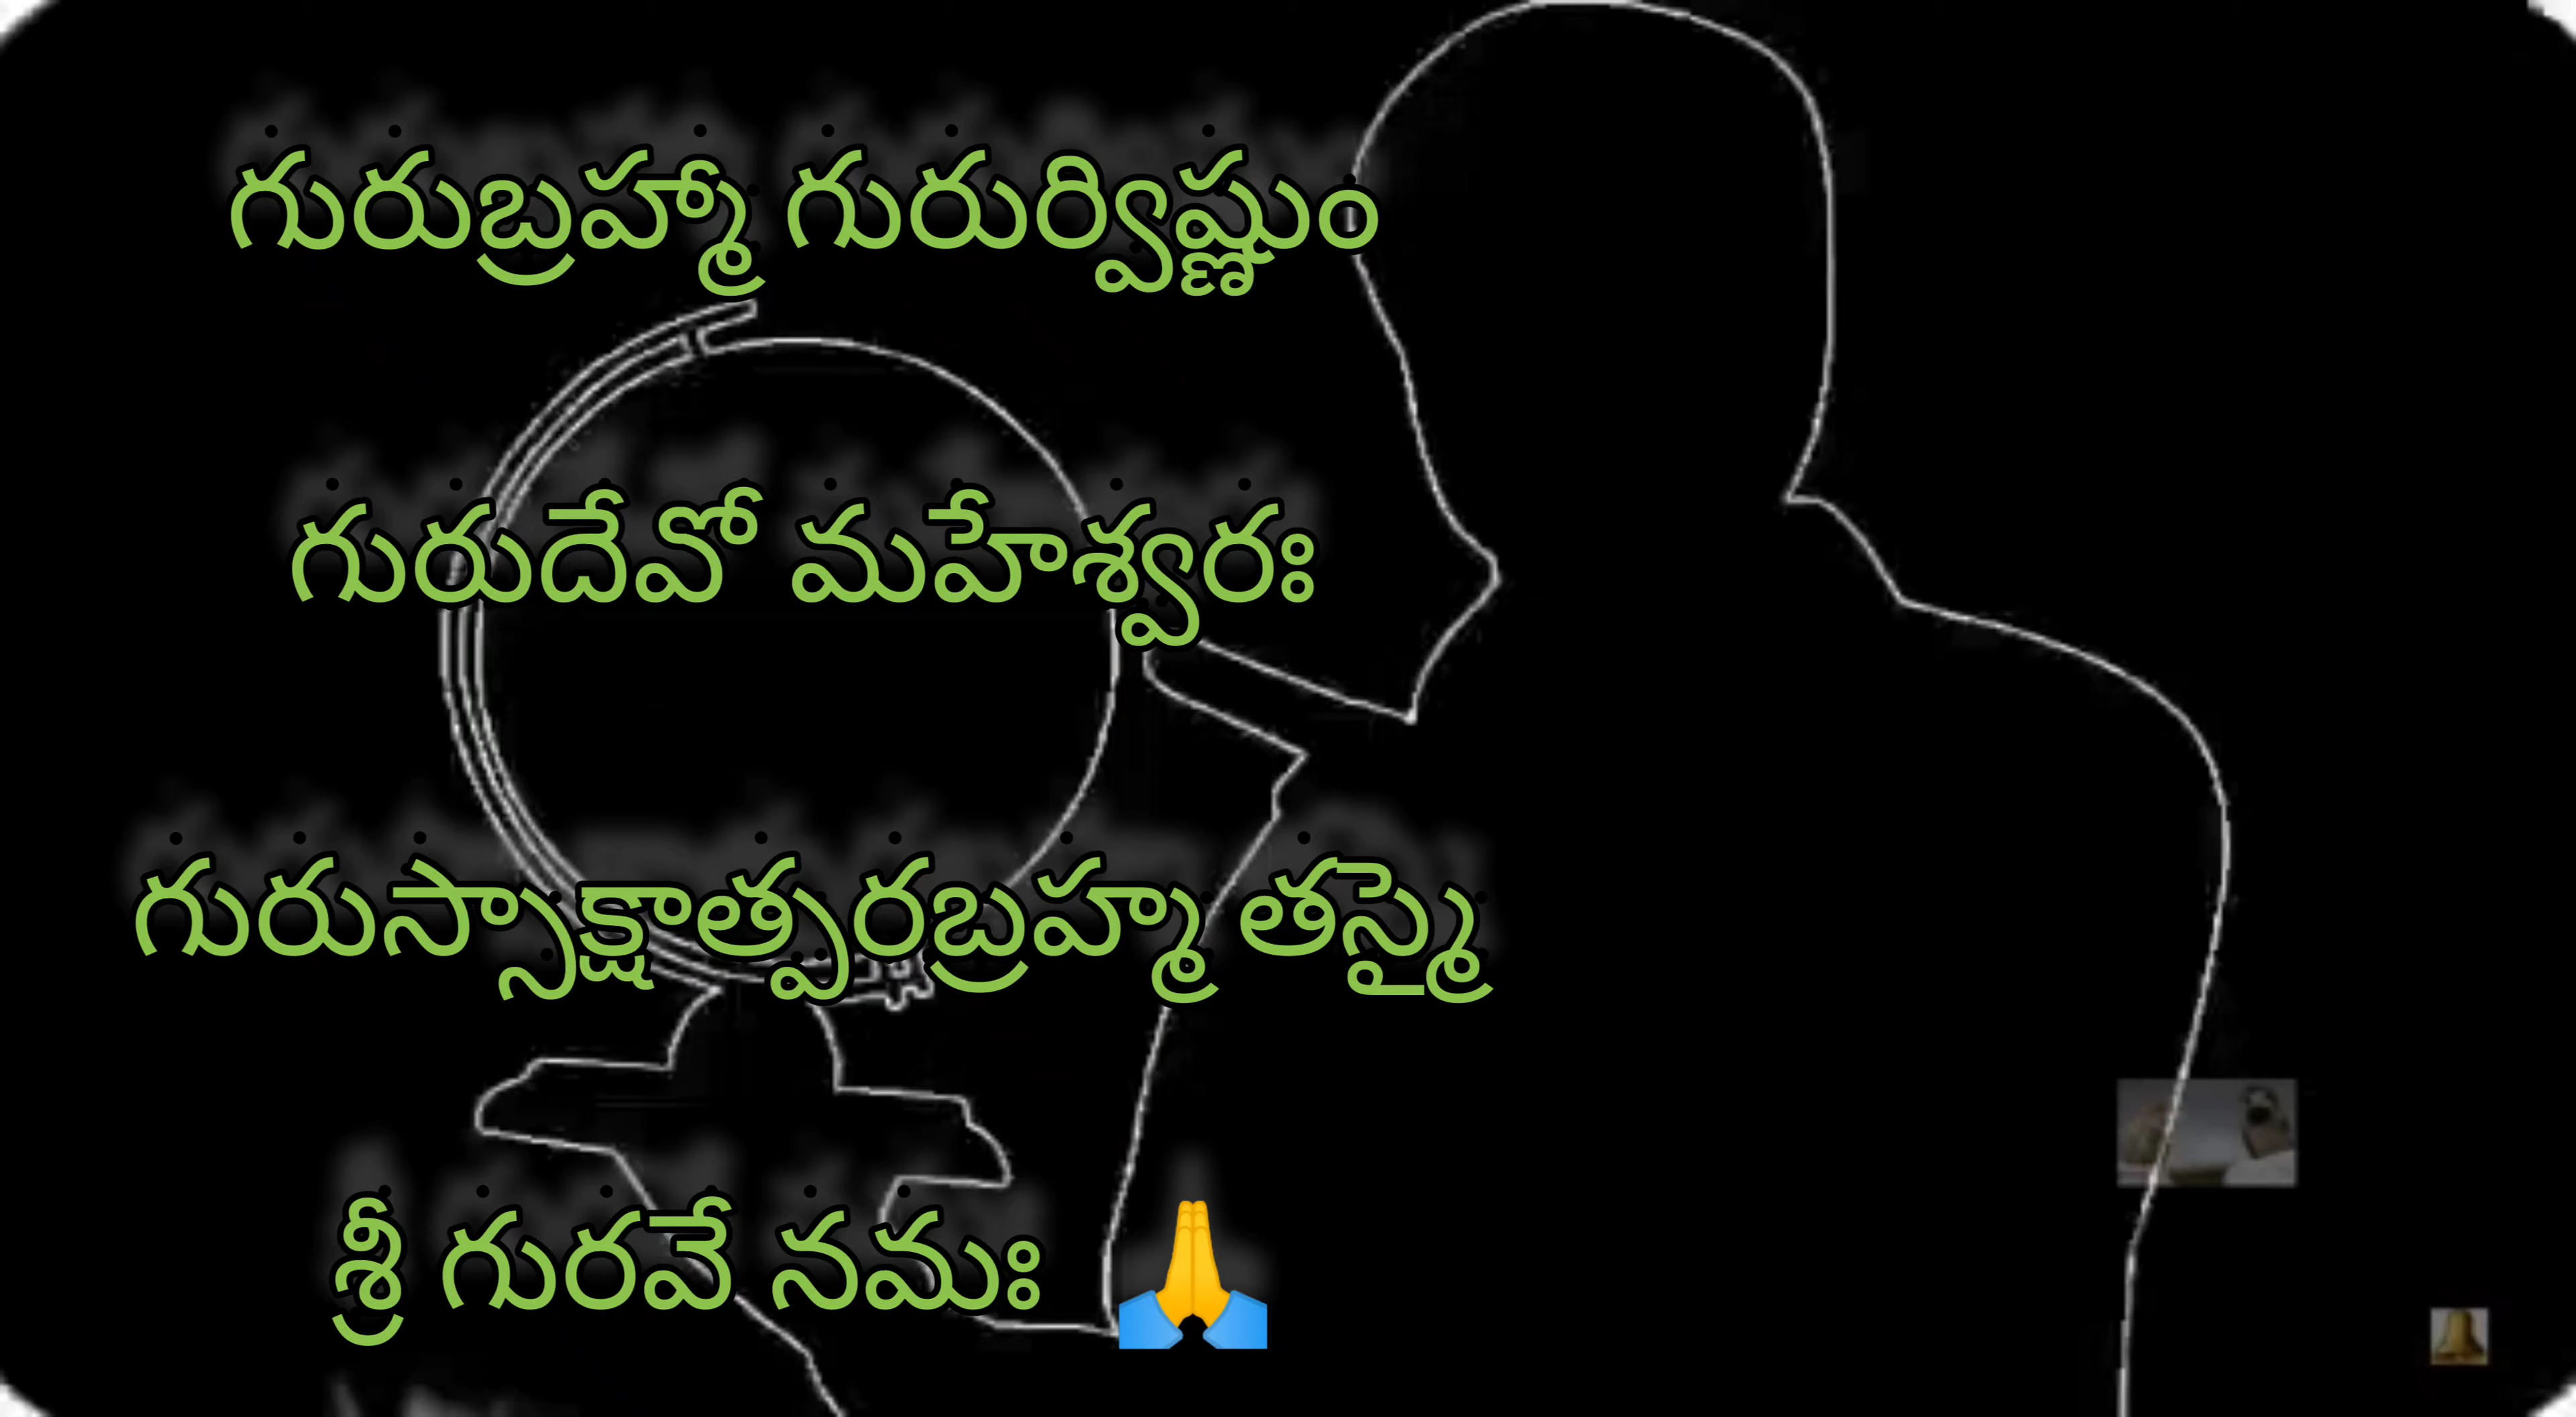 గురుబ్రహ్మా గురుర్విష్ణుం
గురుదేవో మహేశ్వరః
గురుస్సాక్షాత్పరబ్రహ్మ తస్మై
శ్రీ గురవే నమః 🙏